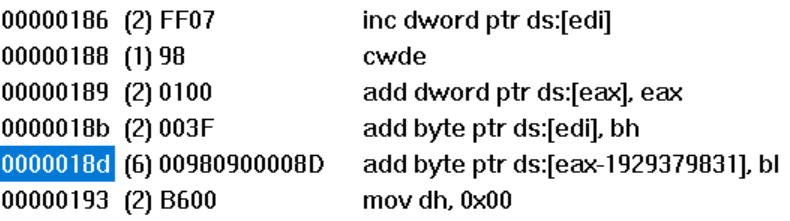 00000186 (2) FF07 inc dword ptr ds:[edi]
00000188 (1) 98 cwde
00000189 (2) 0100 add dword ptr ds:[eax], eax
0000018b (2) 003F add byte ptr ds:[edi], bh
0000018d (6) 00980900008D add byte ptr ds:[eax-1929379831], bl
00000193 (2) B600 mov dh, 0x00